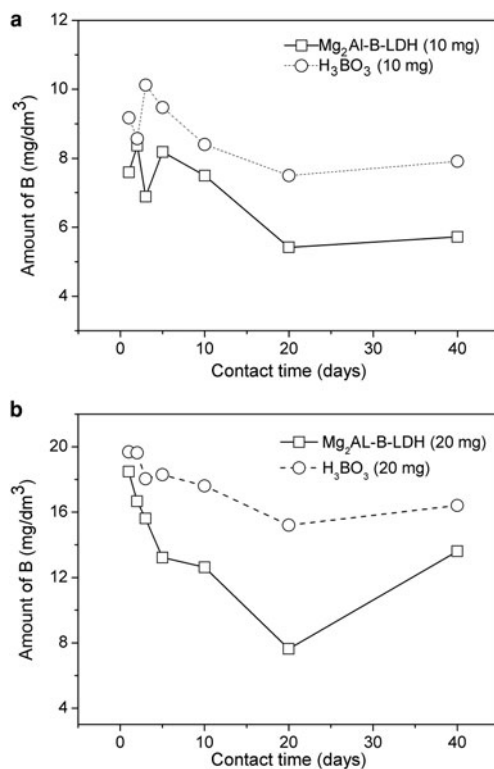 a
12
10
8
6
4
Amount of B (mg/dm³)
Mg₂Al-B-LDH (10 mg)
H₃BO₃ (10 mg)
0 10 20 30 40
Contact time (days)
b
20
16
12
8
4
Amount of B (mg/dm³)
Mg₂AL-B-LDH (20 mg)
H₃BO₃ (20 mg)
0 10 20 30 40
Contact time (days)